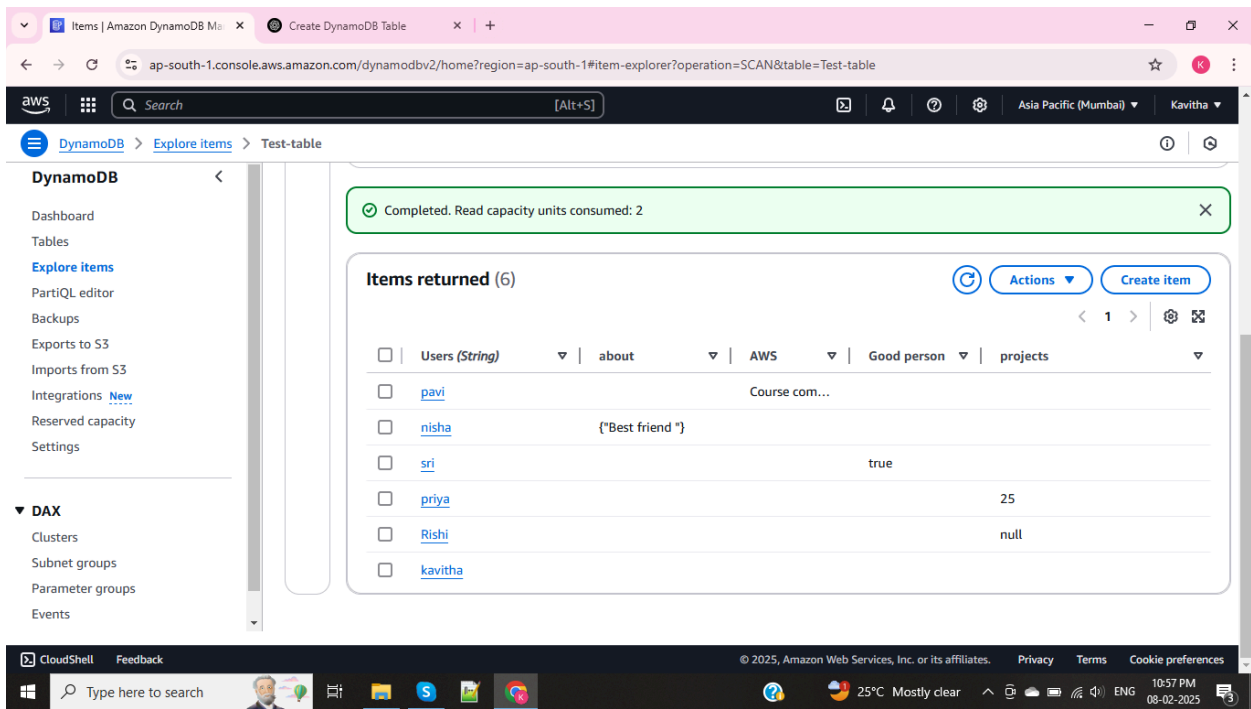 Items | Amazon DynamoDB Ma
Create DynamoDB Table
ap-south-1.console.aws.amazon.com/dynamodbv2/home?region=ap-south-1#item-explorer?operation=SCAN&table=Test-table
K
aws
Search
[Alt+S]
Asia Pacific (Mumbai)
Kavitha
DynamoDB > Explore items > Test-table
DynamoDB
Dashboard
Tables
Explore items
PartiQL editor
Backups
Exports to S3
Imports from S3
Integrations New
Reserved capacity
Settings
DAX
Clusters
Subnet groups
Parameter groups
Events
Completed. Read capacity units consumed: 2
Items returned (6)
Actions
Create item
1
Users (String) about AWS Good person projects
pavi Course com...
nisha {"Best friend "}
sri true
priya 25
Rishi null
kavitha
CloudShell Feedback
© 2025, Amazon Web Services, Inc. or its affiliates. Privacy Terms Cookie preferences
Type here to search
25°C Mostly clear
ENG
10:57 PM
08-02-2025
3